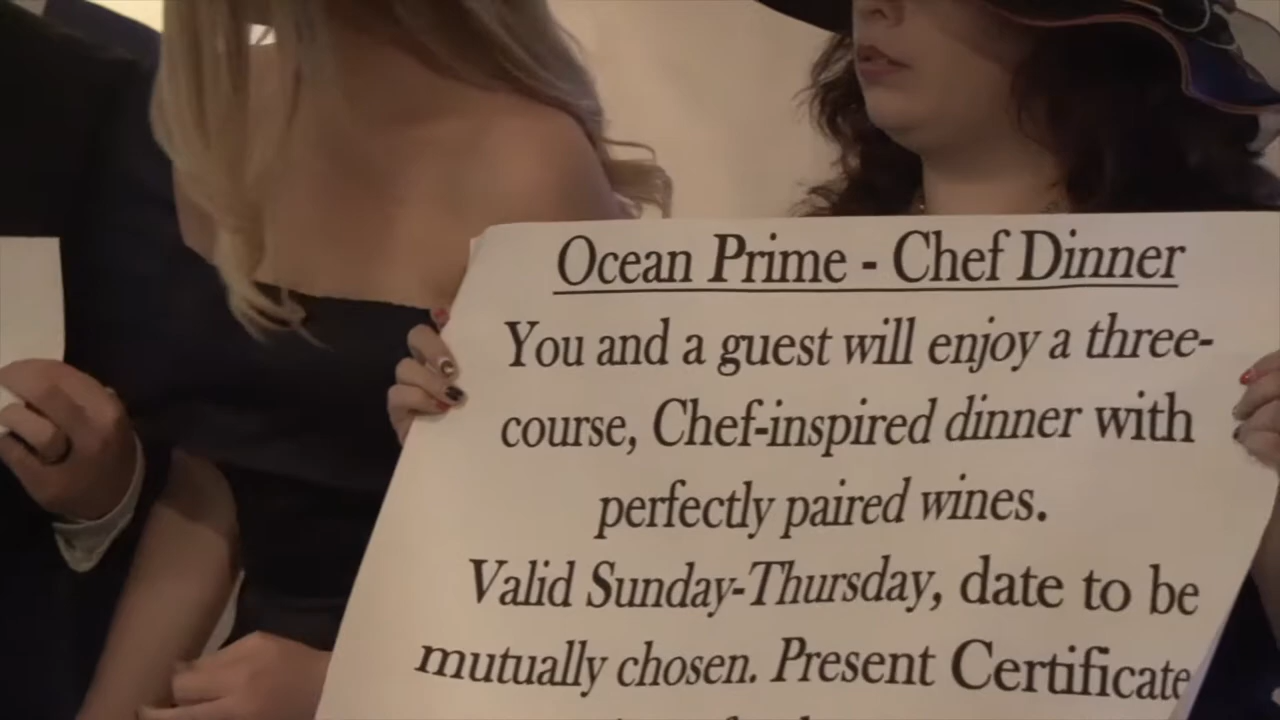 Ocean Prime - Chef Dinner
You and a guest will enjoy a three-
course, Chef-inspired dinner with
perfectly paired wines.
Valid Sunday-Thursday, date to be
mutually chosen. Present Certificate